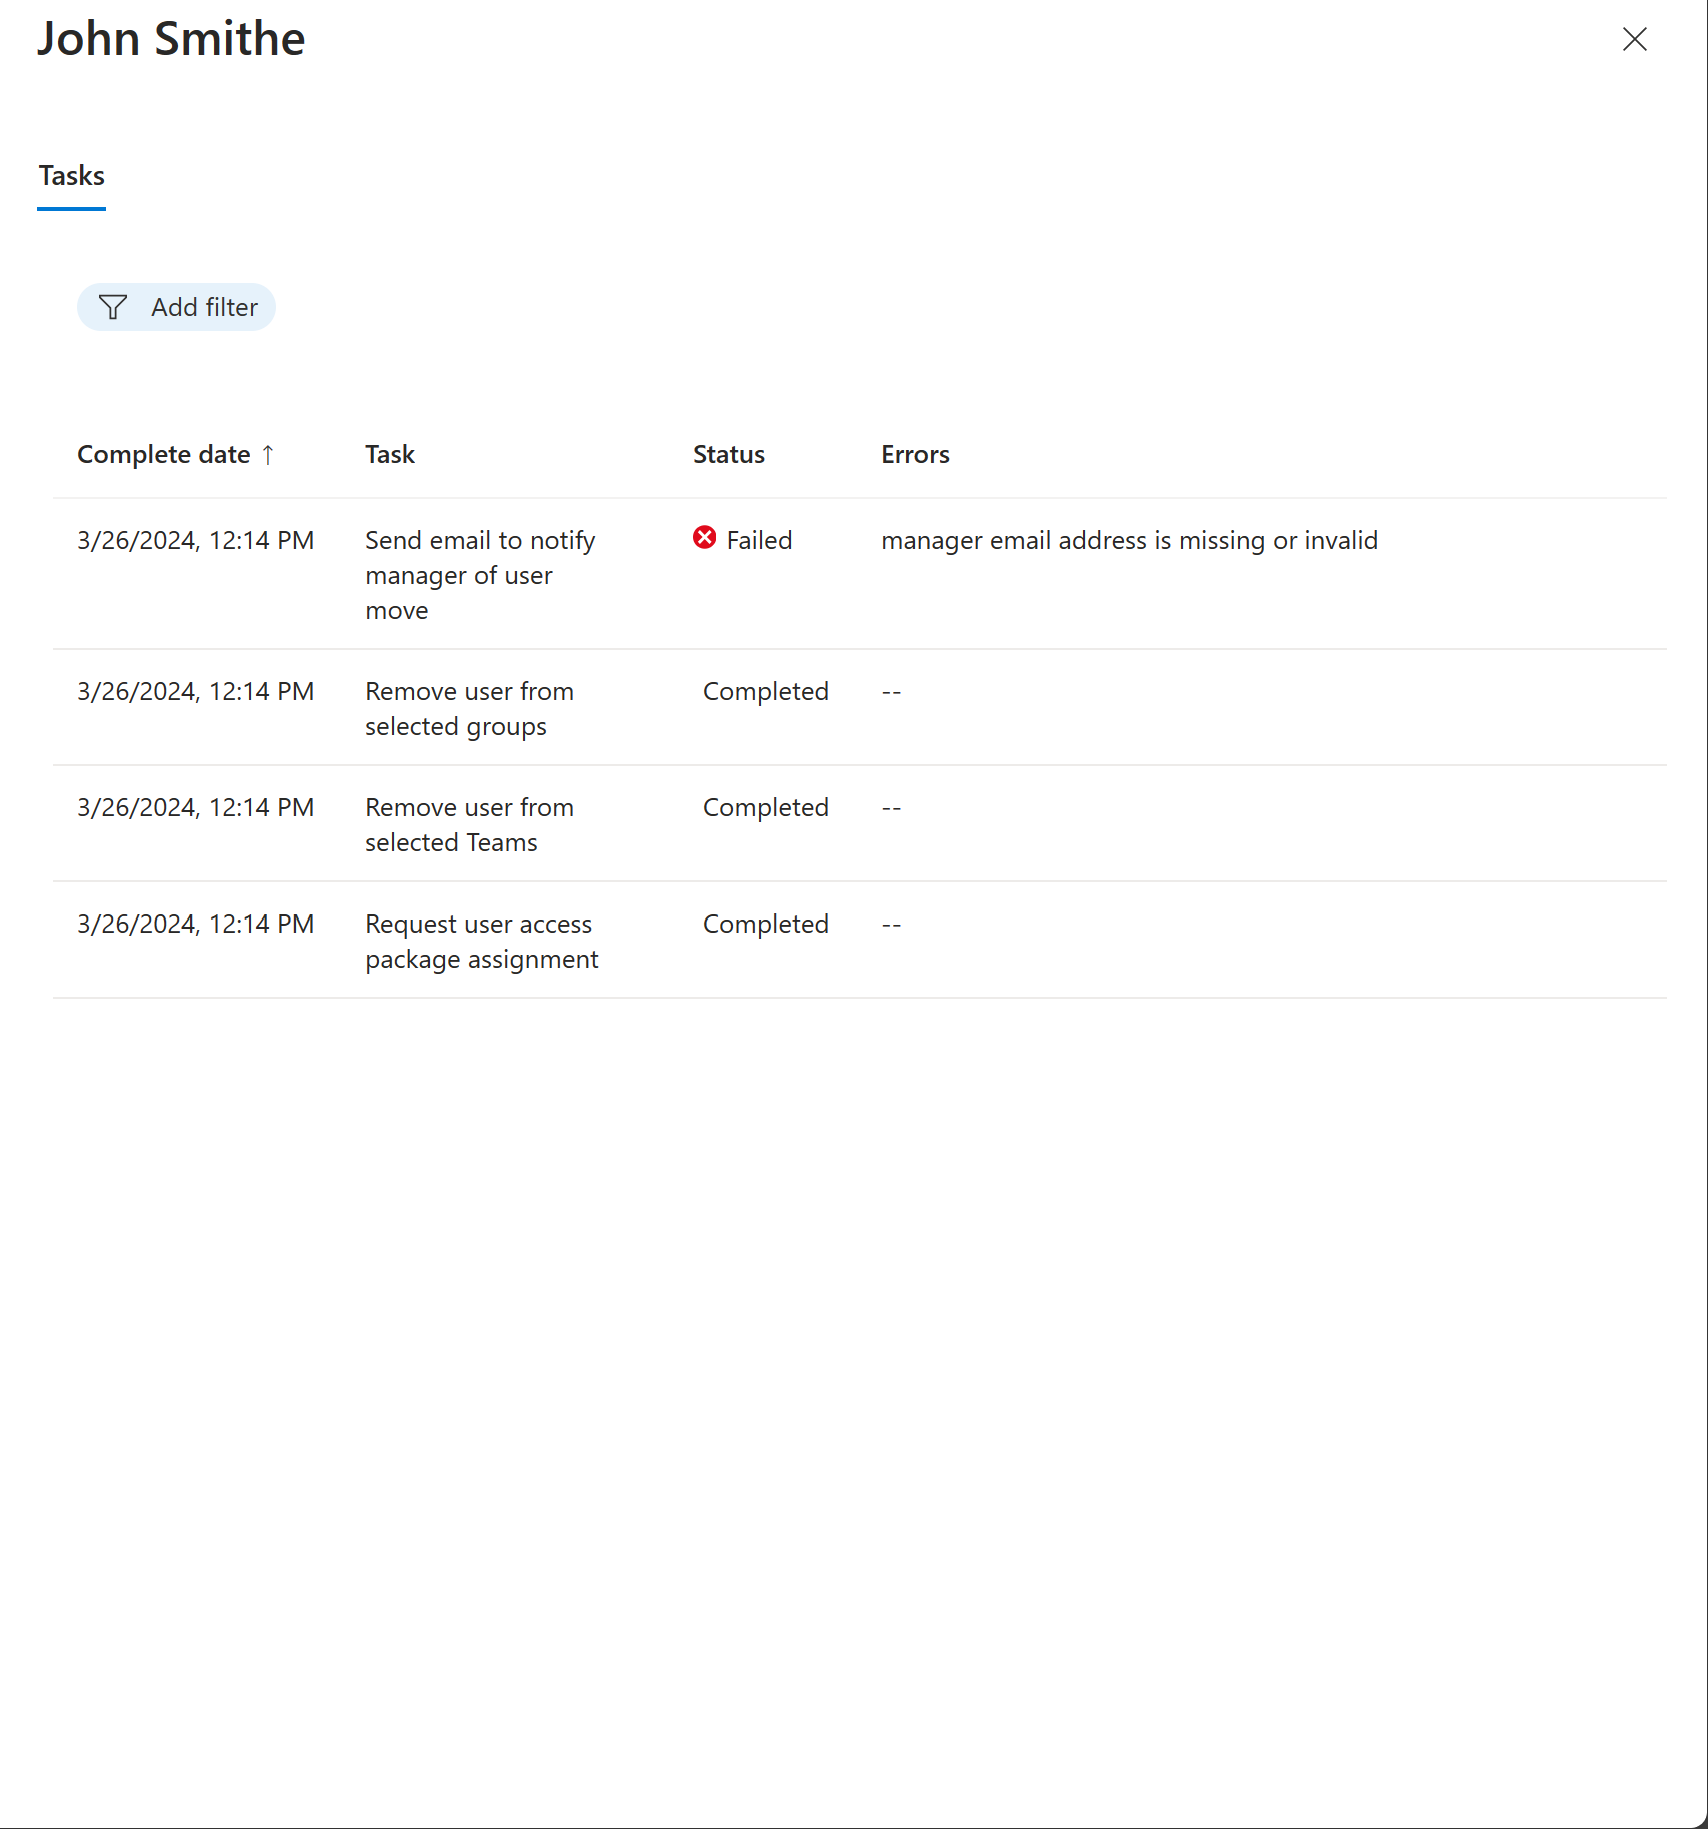 John Smithe
Tasks
Add filter
Complete date ↑ Task Status Errors
3/26/2024, 12:14 PM Send email to notify Failed manager email address is missing or invalid
manager of user
move
3/26/2024, 12:14 PM Remove user from Completed --
selected groups
3/26/2024, 12:14 PM Remove user from Completed --
selected Teams
3/26/2024, 12:14 PM Request user access Completed --
package assignment